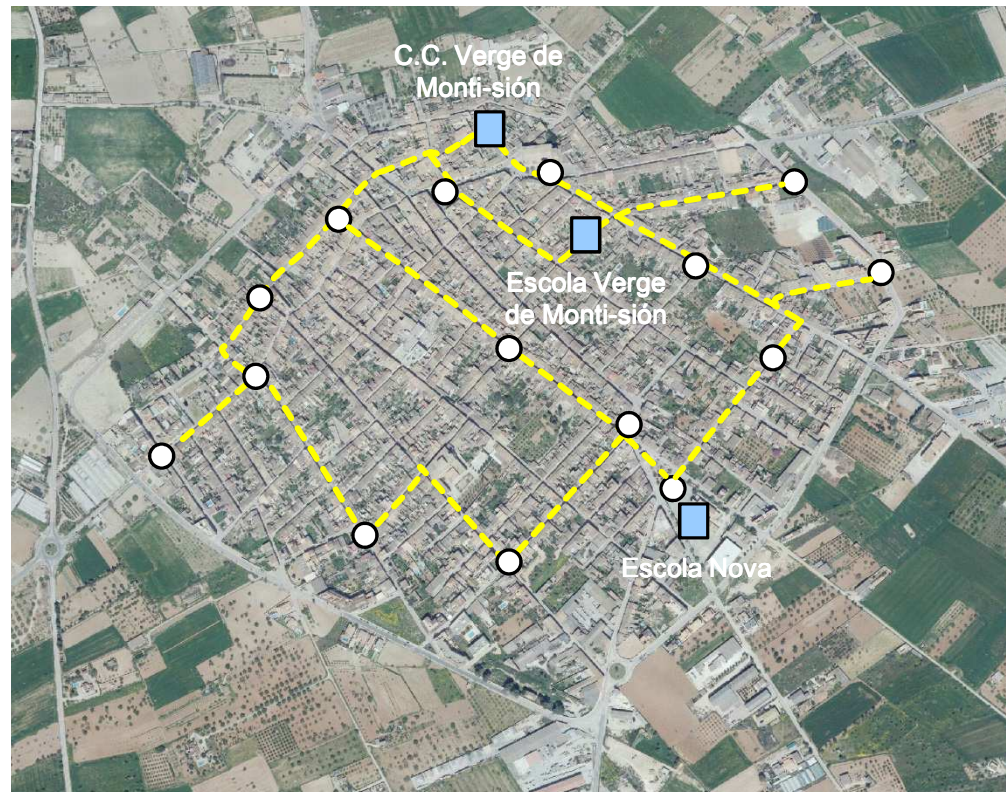 C.C. Verge de
Monti-sión
Escola Verge
de Monti-sión
Escola Nova